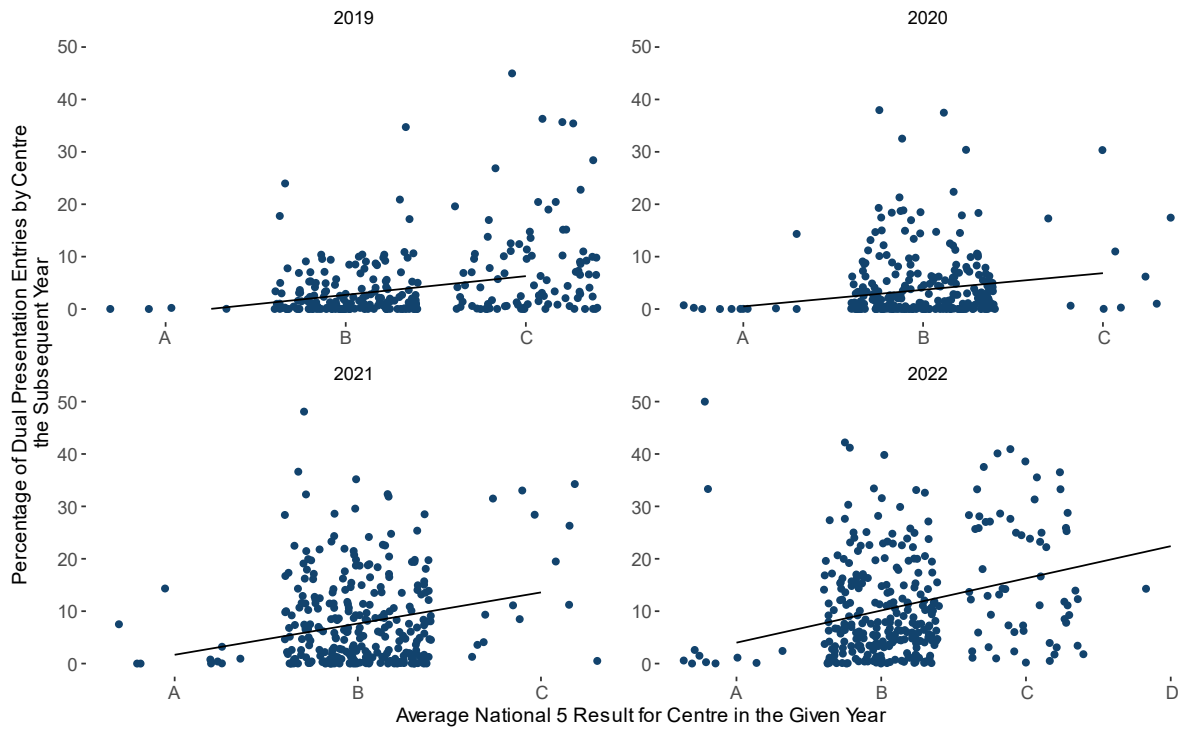 2019
2020
50
40
30
20
10
0
A
B
C
50
40
30
20
10
0
A
B
C
2021
2022
50
40
30
20
10
0
A
B
C
50
40
30
20
10
0
A
B
C
D
Percentage of Dual Presentation Entries by Centre
the Subsequent Year
Average National 5 Result for Centre in the Given Year